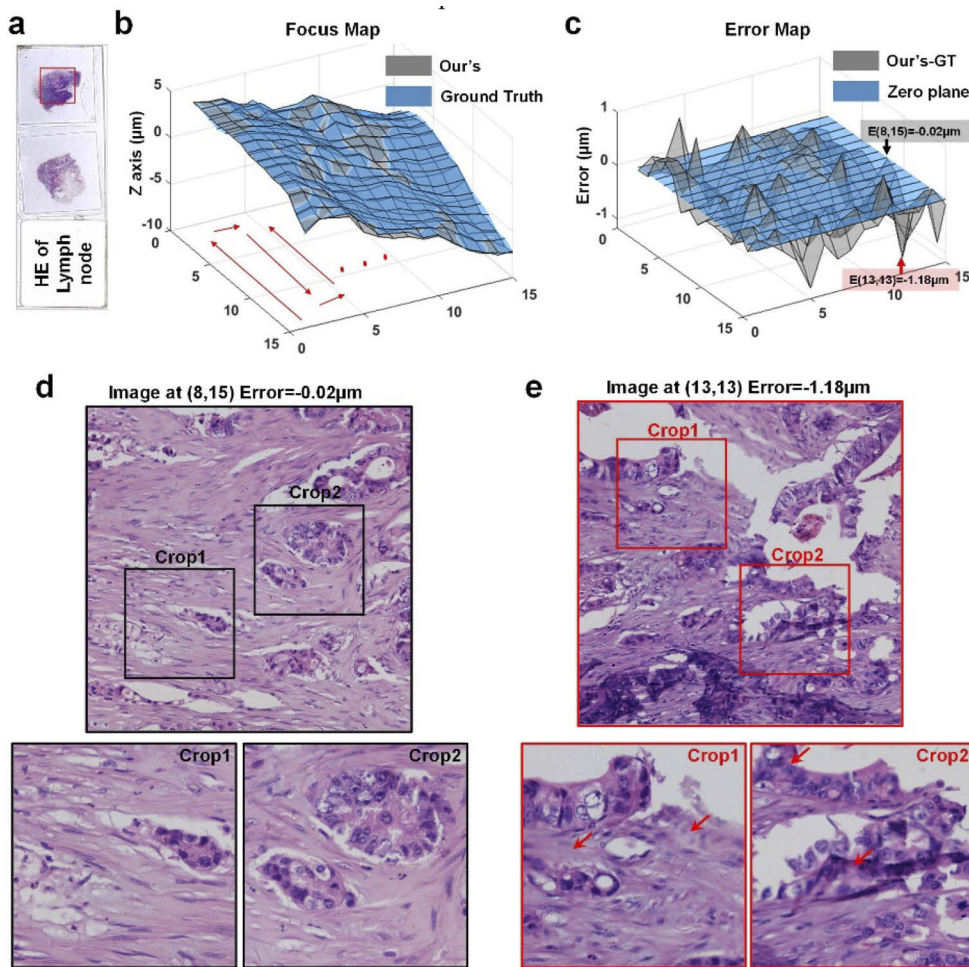 a
HE of
Lymph
node
b
Focus Map
Our's
Ground Truth
Z axis (μm)
5
0
-5
-10
0
5
10
15
0
5
10
15
c
Error Map
Our's-GT
Zero plane
E(8,15)=-0.02μm
Error (μm)
1
0
-1
0
5
10
15
0
5
10
15
E(13,13)=-1.18μm
d
Image at (8,15) Error=-0.02μm
Crop2
Crop1
Crop1
Crop2
e
Image at (13,13) Error=-1.18μm
Crop1
Crop2
Crop1
Crop2